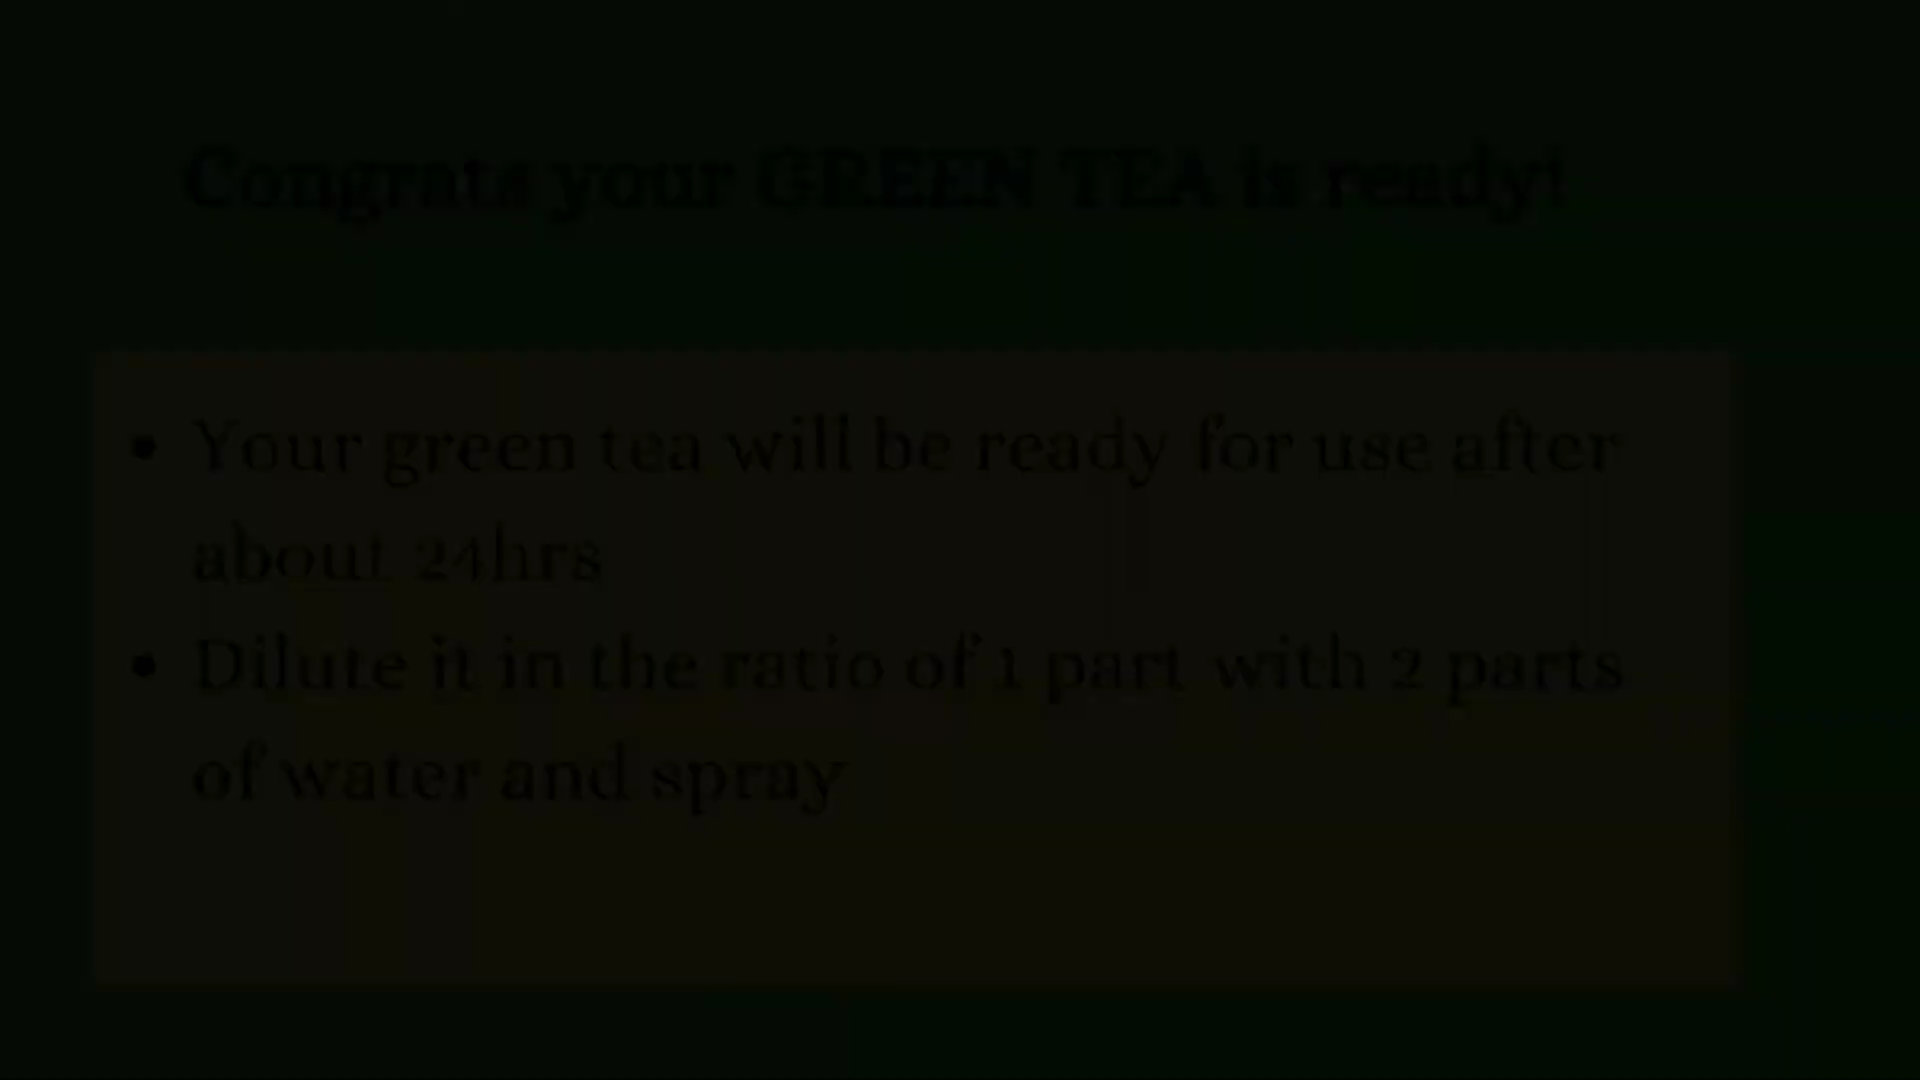 Congrats your GREEN TEA is ready!
• Your green tea will be ready for use after
about 24hrs
• Dilute it in the ratio of 1 part with 2 parts
of water and spray